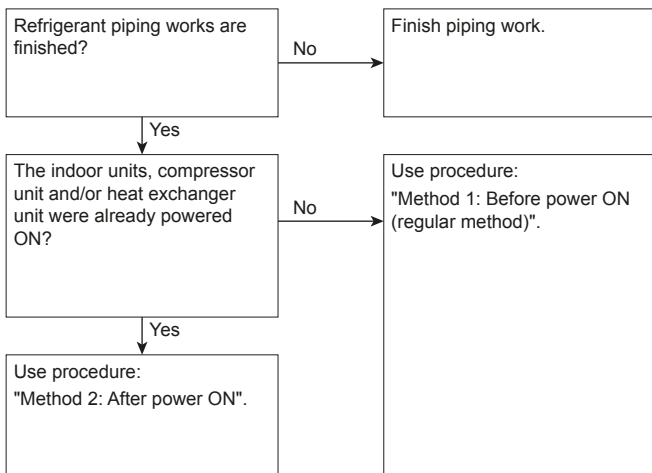 Refrigerant piping works are
finished?
No
Finish piping work.
Yes
The indoor units, compressor
unit and/or heat exchanger
unit were already powered
ON?
No
Use procedure:
"Method 1: Before power ON
(regular method)".
Yes
Use procedure:
"Method 2: After power ON".